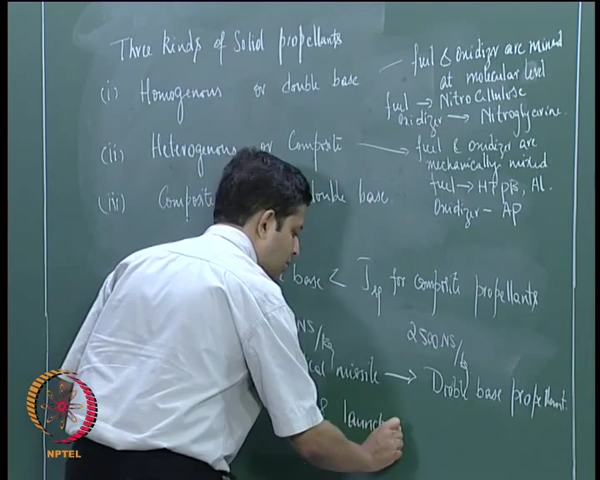 Three kinds of Solid propellants
(i) Homogenous or double base — fuel & oxidizer are mixed
at molecular level
fuel → Nitrocellulose
Oxidizer → Nitroglycerine.
(ii) Heterogenous or Composite → fuel & oxidizer are
mechanically mixed
fuel → HTPB, Al.
Oxidizer - AP
(iii) Composite double base.
base < Isp for composite propellants
NS/kg 2500 NS/kg
missile → Double base propellant.
& launch
NPTEL